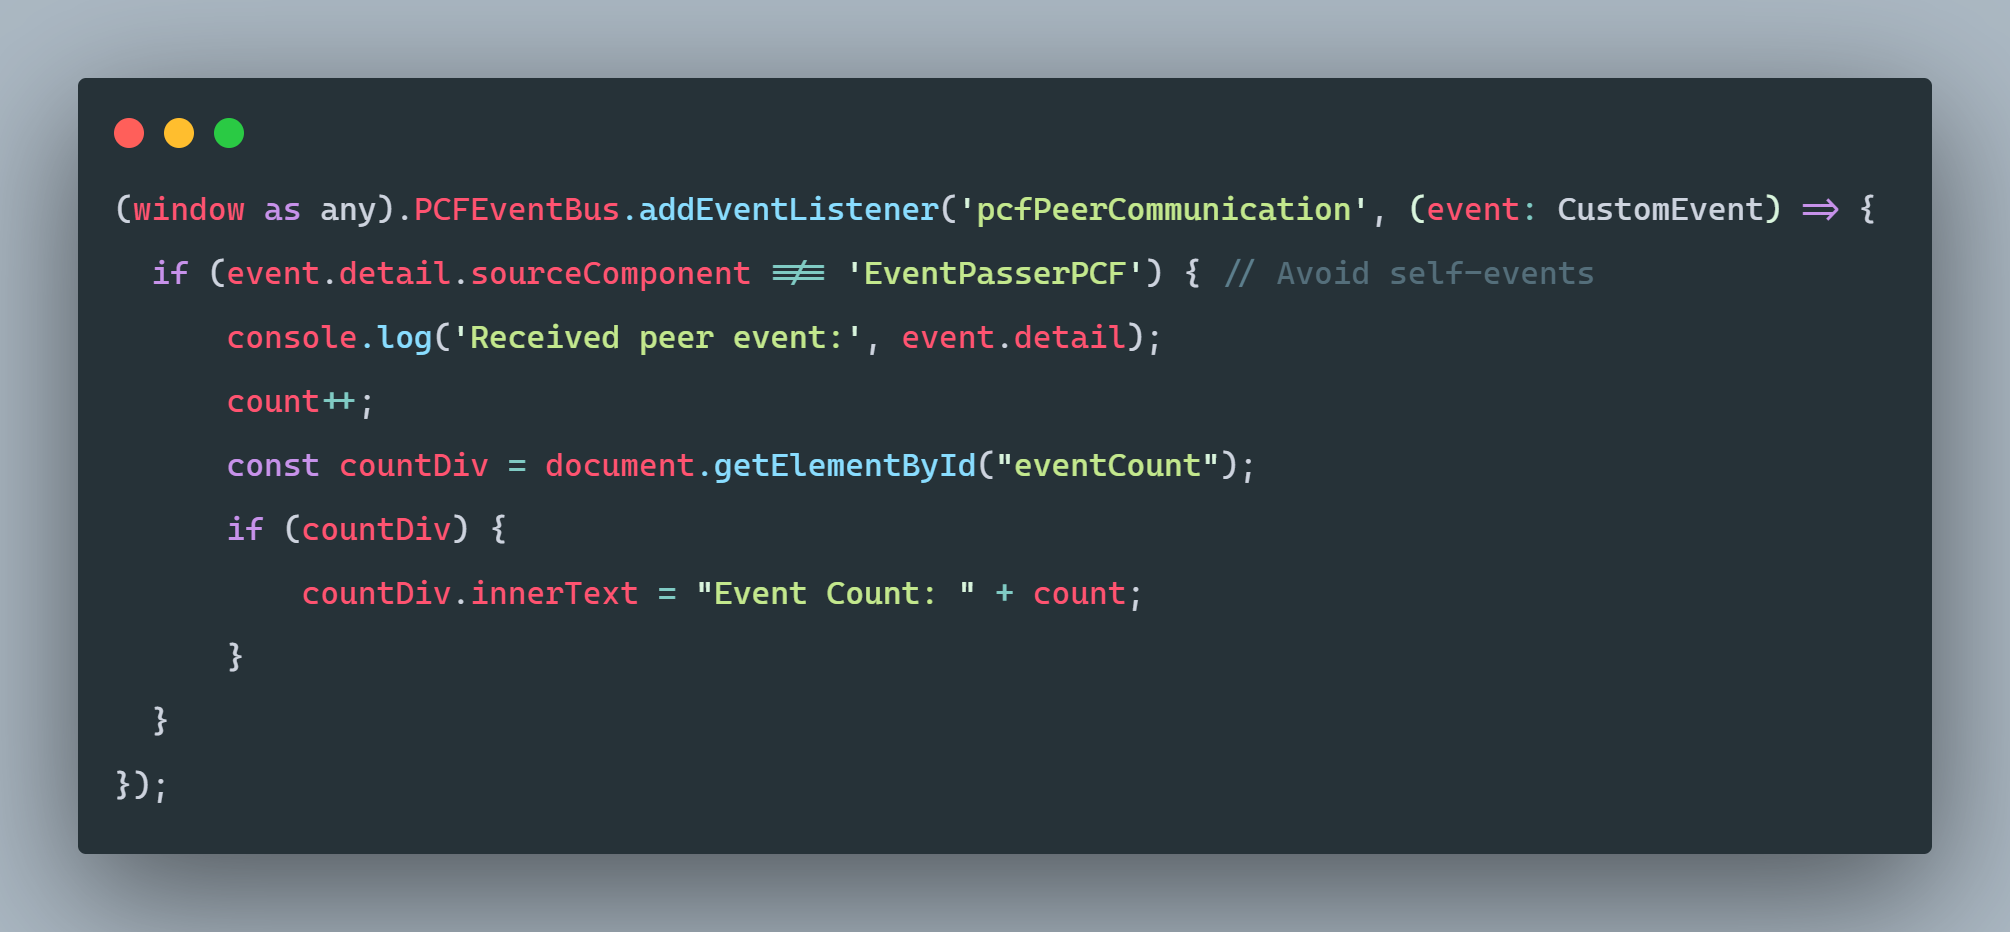 (window as any).PCFEventBus.addEventListener('pcfPeerCommunication', (event: CustomEvent) => {
  if (event.detail.sourceComponent !== 'EventPasserPCF') { // Avoid self-events
      console.log('Received peer event:', event.detail);
      count++;
      const countDiv = document.getElementById("eventCount");
      if (countDiv) {
          countDiv.innerText = "Event Count: " + count;
      }
  }
});